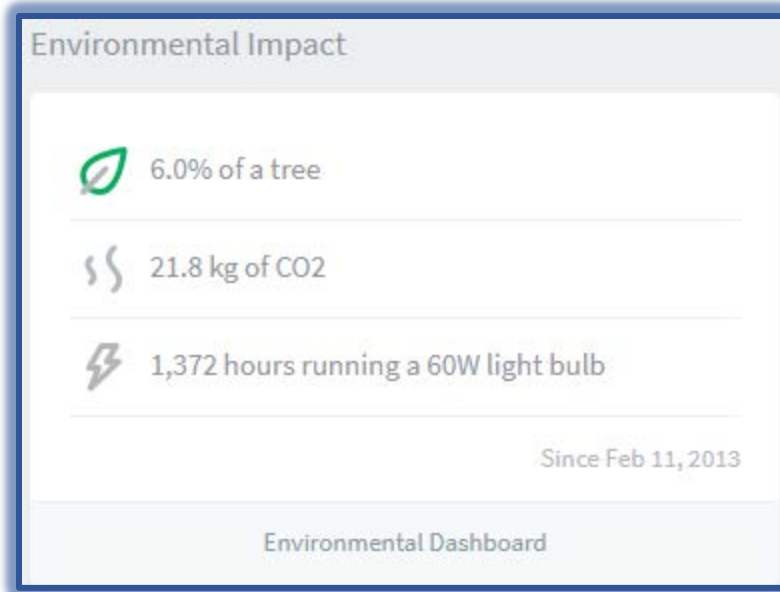 Environmental Impact
6.0% of a tree
21.8 kg of CO2
1,372 hours running a 60W light bulb
Since Feb 11, 2013
Environmental Dashboard